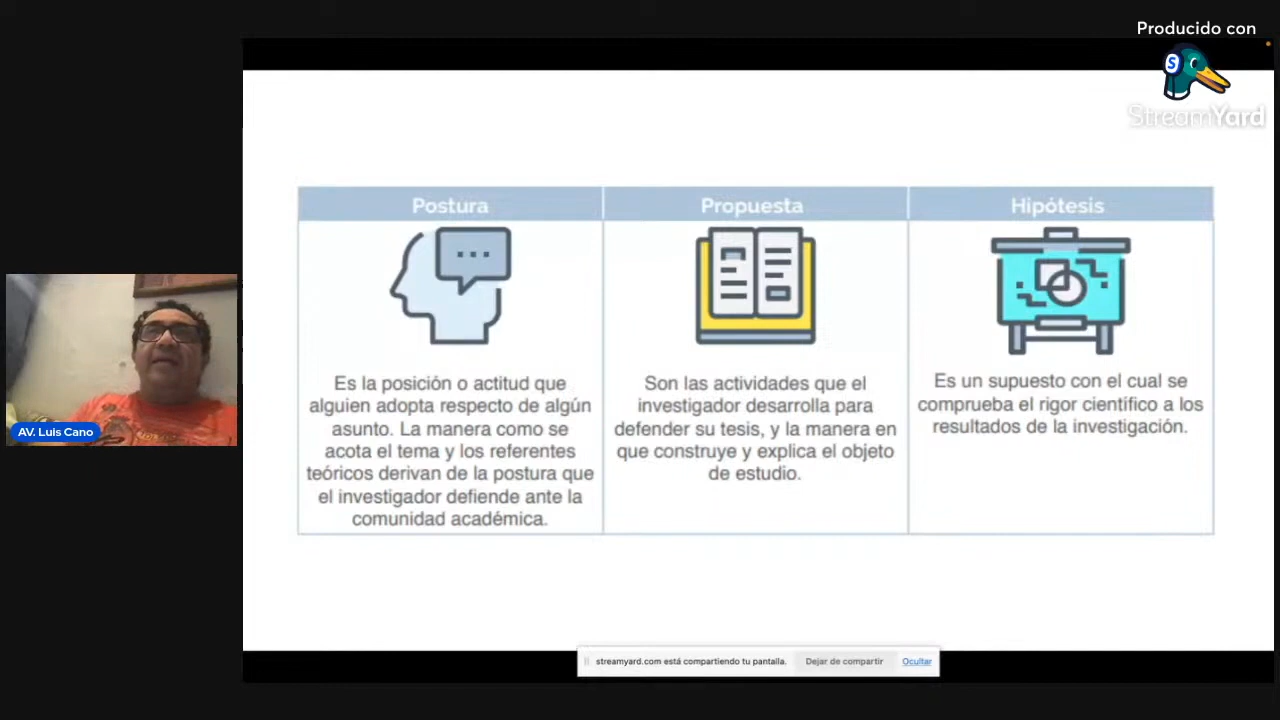 Producido con
S
StreamYard
Postura
Es la posición o actitud que
alguien adopta respecto de algún
asunto. La manera como se
acota el tema y los referentes
teóricos derivan de la postura que
el investigador defiende ante la
comunidad académica.
Propuesta
Son las actividades que el
investigador desarrolla para
defender su tesis, y la manera en
que construye y explica el objeto
de estudio.
Hipótesis
Es un supuesto con el cual se
comprueba el rigor científico a los
resultados de la investigación.
AV. Luis Cano
streamyard.com está compartiendo tu pantalla.
Dejar de compartir
Ocultar